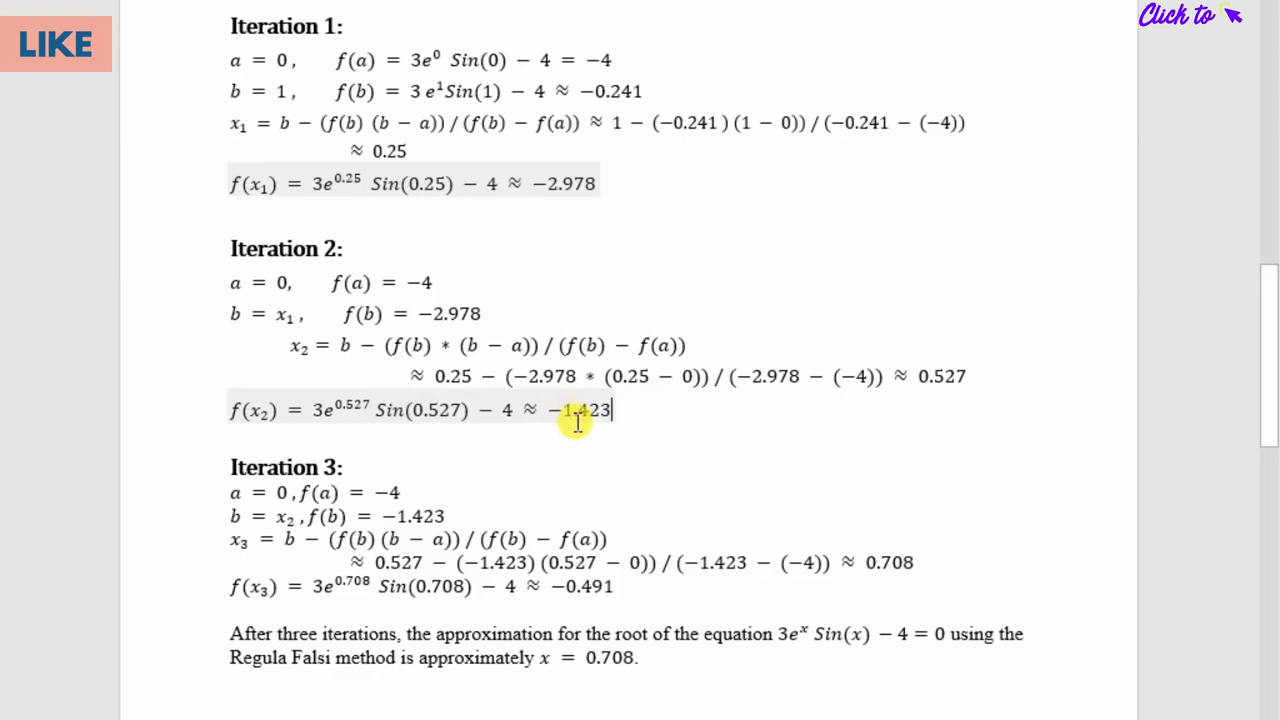 LIKE
Click to
Iteration 1:
a = 0, f(a) = 3e⁰ Sin(0) − 4 = −4
b = 1, f(b) = 3 e¹Sin(1) − 4 ≈ −0.241
x₁ = b − (f(b) (b − a)) / (f(b) − f(a)) ≈ 1 − (−0.241) (1 − 0)) / (−0.241 − (−4))
≈ 0.25
f(x₁) = 3e^0.25 Sin(0.25) − 4 ≈ −2.978
Iteration 2:
a = 0, f(a) = −4
b = x₁, f(b) = −2.978
x₂ = b − (f(b) * (b − a)) / (f(b) − f(a))
≈ 0.25 − (−2.978 * (0.25 − 0)) / (−2.978 − (−4)) ≈ 0.527
f(x₂) = 3e^0.527 Sin(0.527) − 4 ≈ −1.423
Iteration 3:
a = 0, f(a) = −4
b = x₂, f(b) = −1.423
x₃ = b − (f(b) (b − a)) / (f(b) − f(a))
≈ 0.527 − (−1.423) (0.527 − 0)) / (−1.423 − (−4)) ≈ 0.708
f(x₃) = 3e^0.708 Sin(0.708) − 4 ≈ −0.491
After three iterations, the approximation for the root of the equation 3eˣ Sin(x) − 4 = 0 using the
Regula Falsi method is approximately x = 0.708.